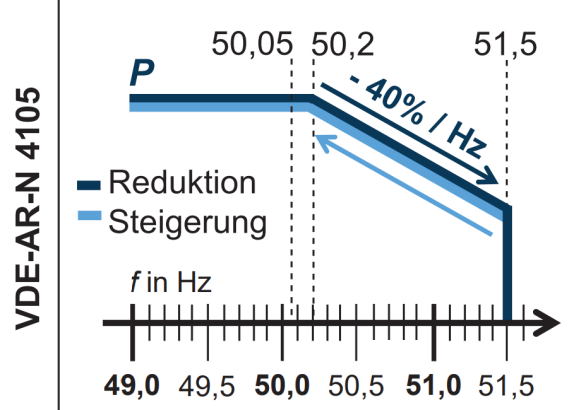 VDE-AR-N 4105
50,05 50,2 51,5
P
- 40% / Hz
Reduktion
Steigerung
f in Hz
49,0 49,5 50,0 50,5 51,0 51,5